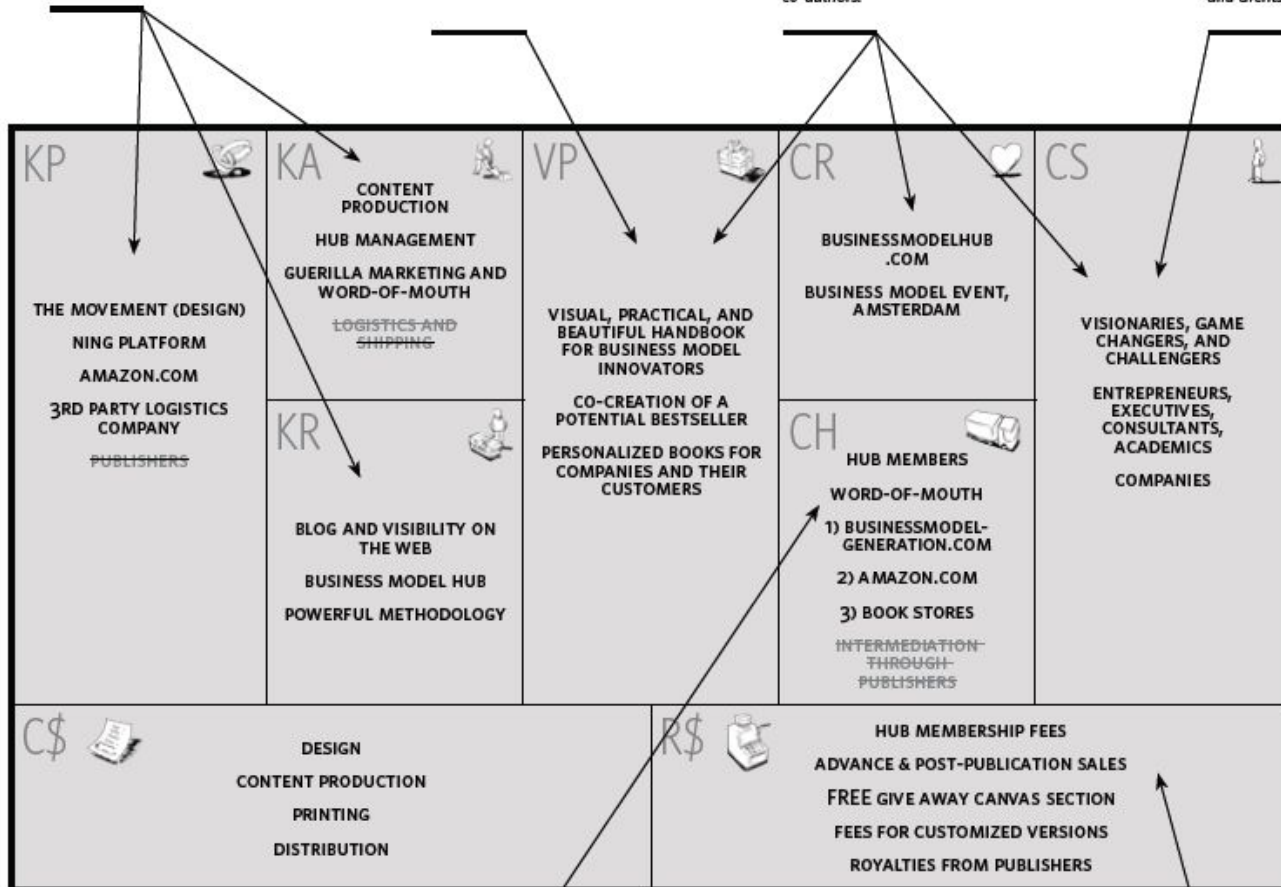 co-authors.
KP
THE MOVEMENT (DESIGN)
NING PLATFORM
AMAZON.COM
3RD PARTY LOGISTICS
COMPANY
PUBLISHERS
KA
CONTENT
PRODUCTION
HUB MANAGEMENT
GUERILLA MARKETING AND
WORD-OF-MOUTH
LOGISTICS AND
SHIPPING
KR
BLOG AND VISIBILITY ON
THE WEB
BUSINESS MODEL HUB
POWERFUL METHODOLOGY
VP
VISUAL, PRACTICAL, AND
BEAUTIFUL HANDBOOK
FOR BUSINESS MODEL
INNOVATORS
CO-CREATION OF A
POTENTIAL BESTSELLER
PERSONALIZED BOOKS FOR
COMPANIES AND THEIR
CUSTOMERS
CR
BUSINESSMODELHUB
.COM
BUSINESS MODEL EVENT,
AMSTERDAM
CH
HUB MEMBERS
WORD-OF-MOUTH
1) BUSINESSMODEL-
GENERATION.COM
2) AMAZON.COM
3) BOOK STORES
INTERMEDIATION
THROUGH
PUBLISHERS
CS
VISIONARIES, GAME
CHANGERS, AND
CHALLENGERS
ENTREPRENEURS,
EXECUTIVES,
CONSULTANTS,
ACADEMICS
COMPANIES
C$
DESIGN
CONTENT PRODUCTION
PRINTING
DISTRIBUTION
R$
HUB MEMBERSHIP FEES
ADVANCE & POST-PUBLICATION SALES
FREE GIVE AWAY CANVAS SECTION
FEES FOR CUSTOMIZED VERSIONS
ROYALTIES FROM PUBLISHERS